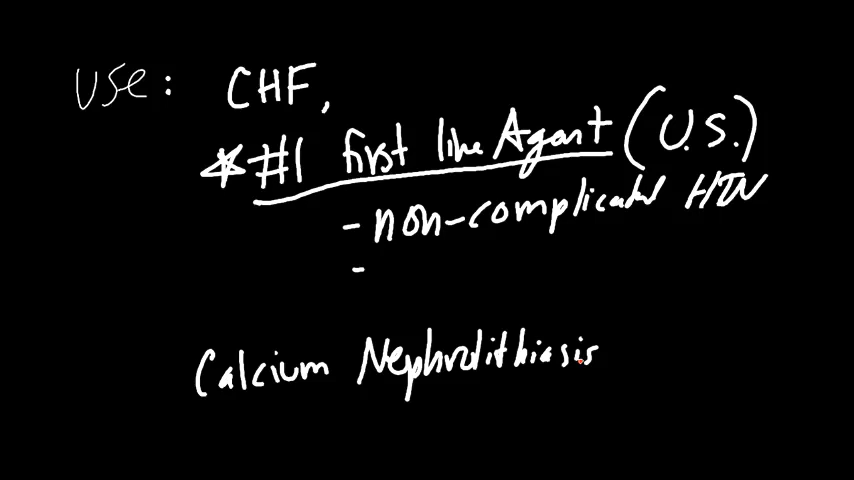 Use: CHF,
*#1 first line Agent (U.S.)
- non-complicated HTN
-
Calcium Nephrolithiasis